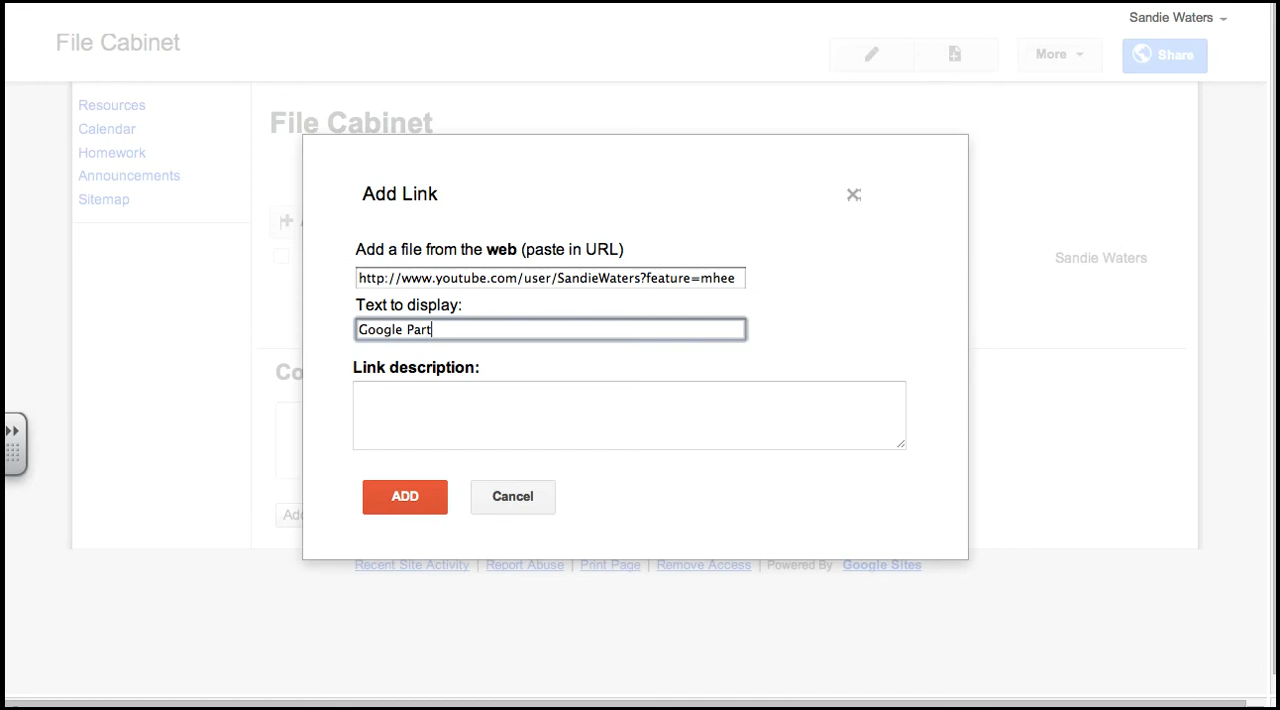 Sandie Waters
File Cabinet
More
Share
Resources
Calendar
Homework
Announcements
Sitemap
File Cabinet
Sandie Waters
Add Link
Add a file from the web (paste in URL)
http://www.youtube.com/user/SandieWaters?feature=mhee
Text to display:
Google Part
Link description:
ADD Cancel
Recent Site Activity | Report Abuse | Print Page | Remove Access | Powered By Google Sites